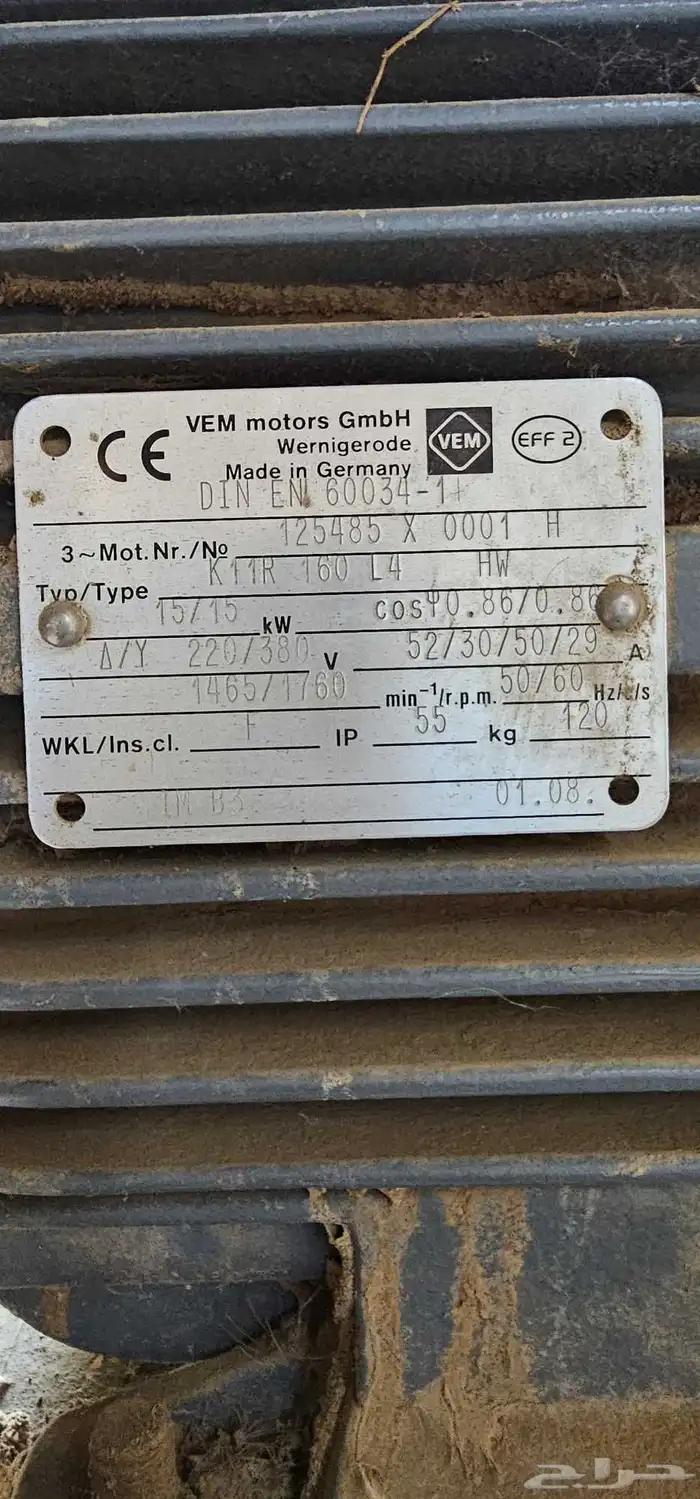 CE VEM motors GmbH VEM EFF 2
Wernigerode
Made in Germany
DIN EN 60034-1
3~Mot.Nr./No 125485 X 0001 H
Typ/Type K11R 160 L4 HW
15/15 kW cosφ0.86/0.86
Δ/Y 220/380 V 52/30/50/29 A
1465/1760 min⁻¹/r.p.m. 50/60 Hz/c/s
WKL/Ins.cl. F IP 55 kg 120
IM B3 01.08.
حراج